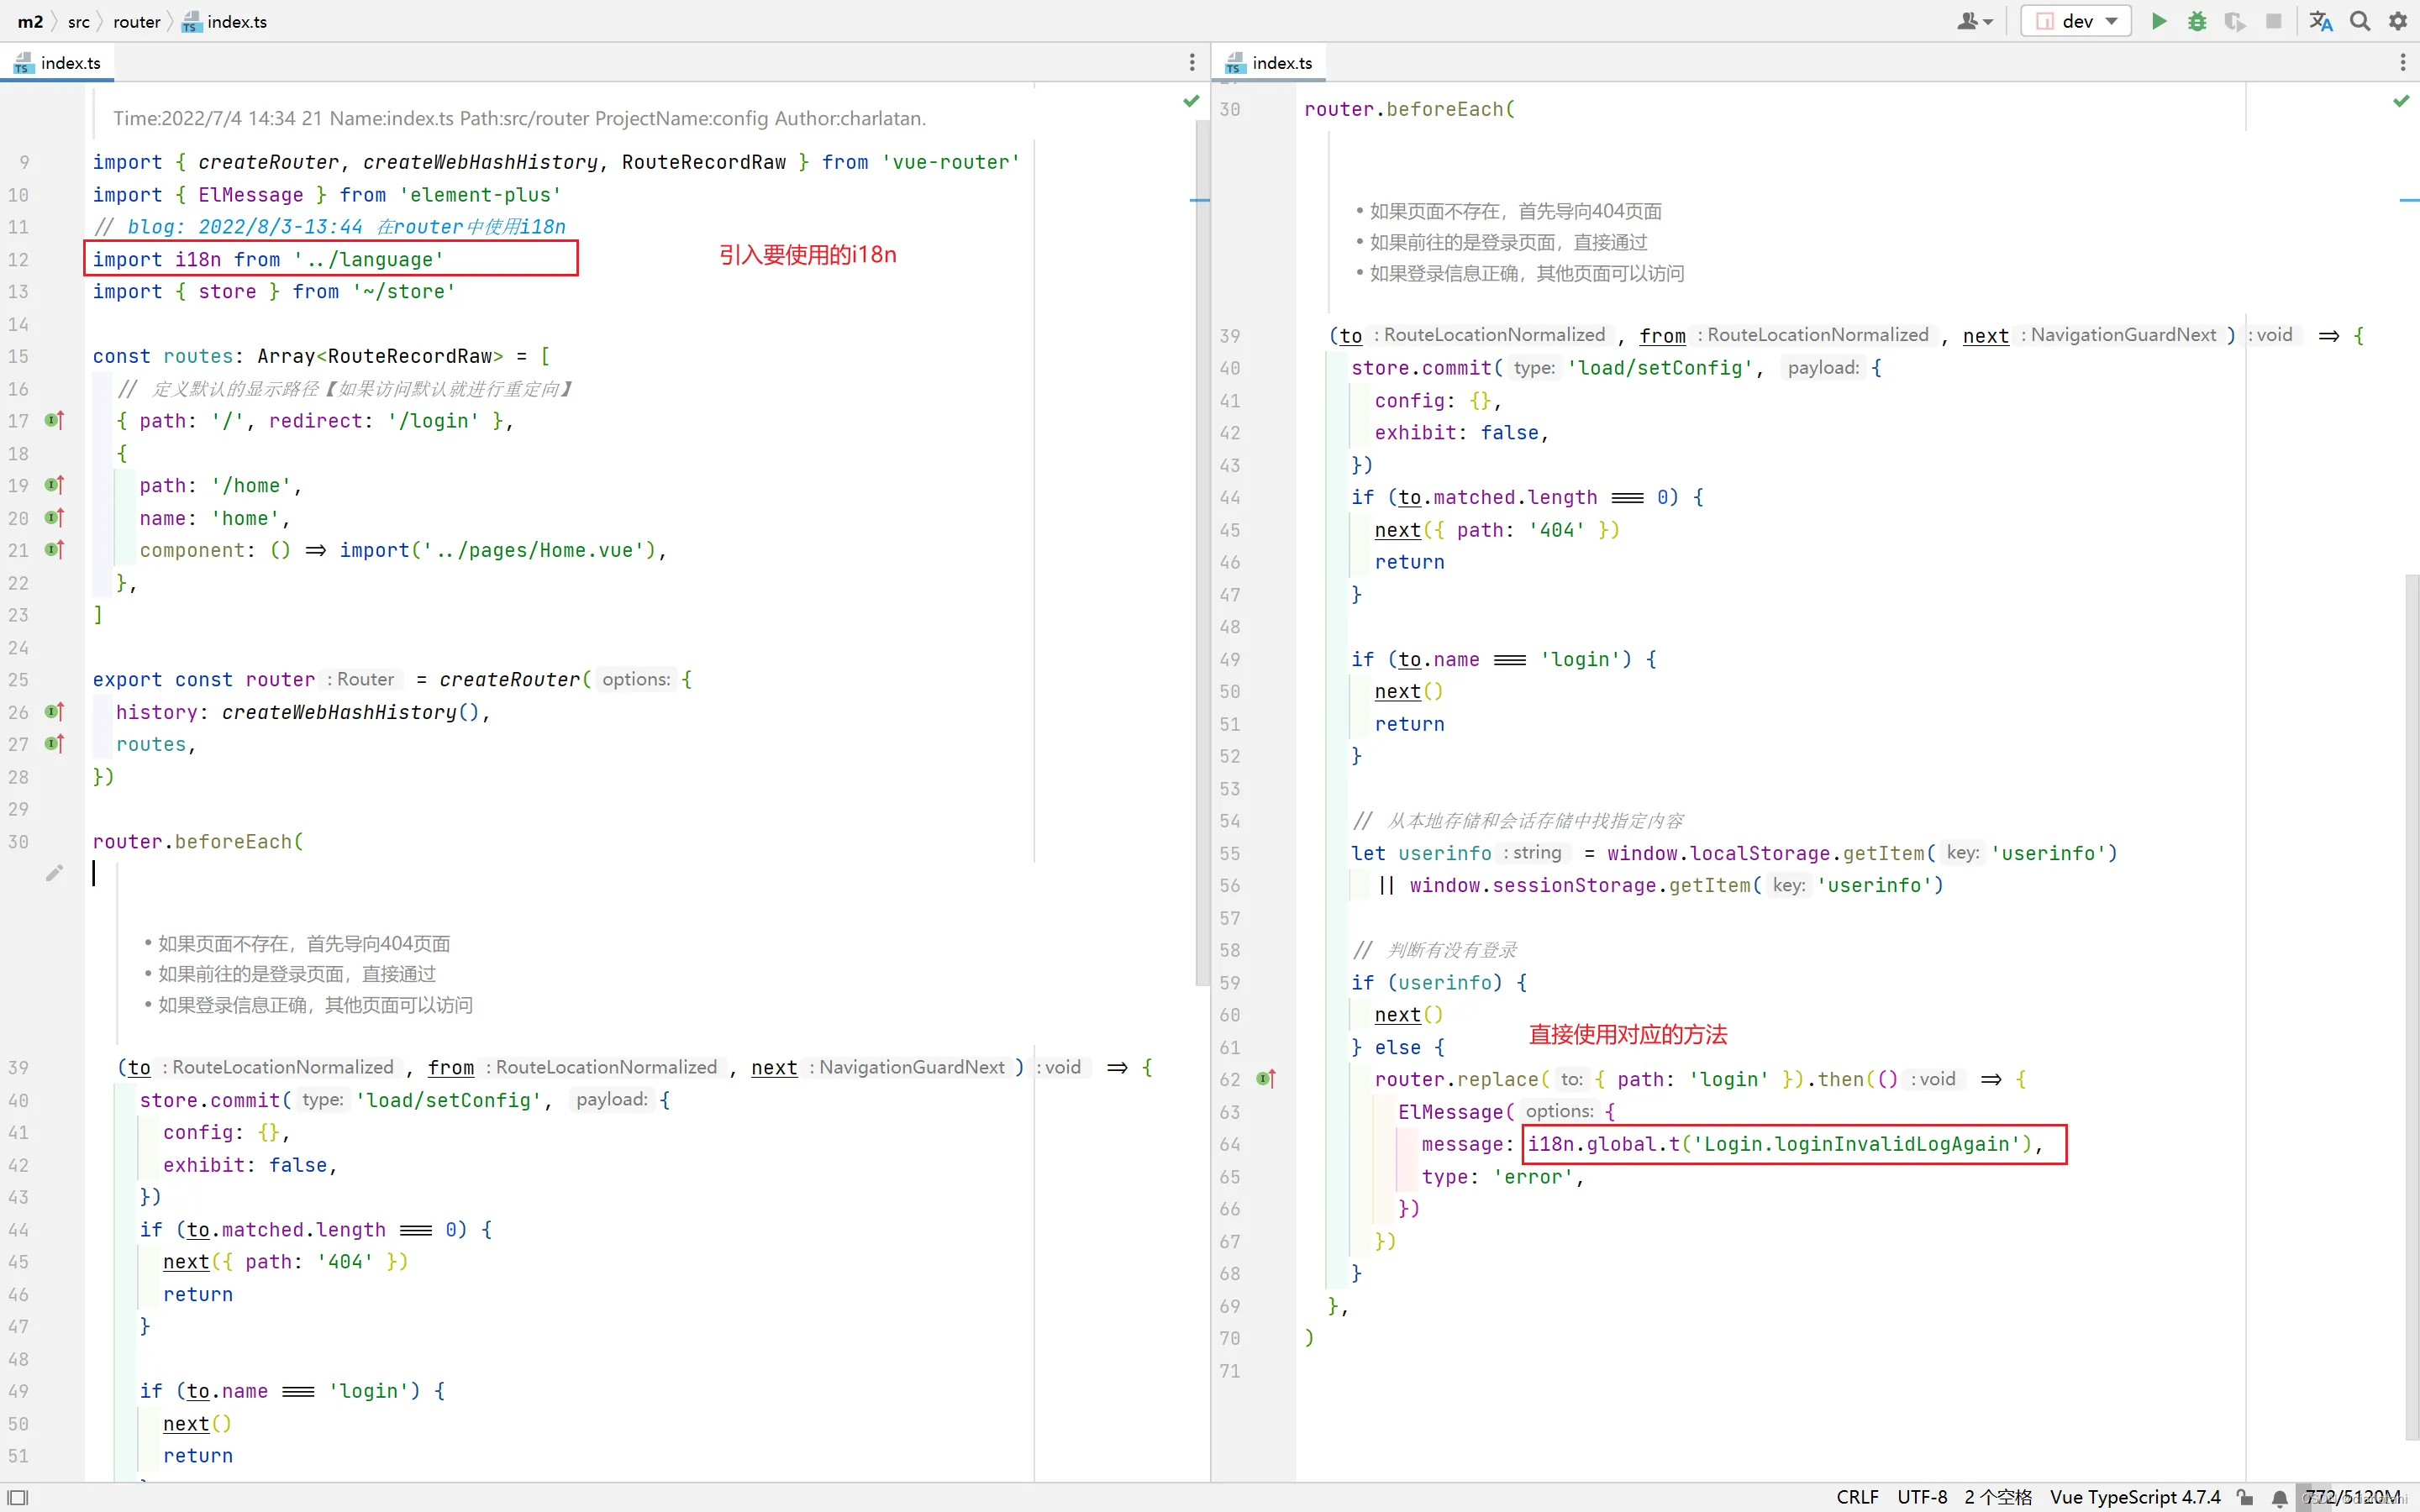 m2 src router index.ts
dev
index.ts
Time:2022/7/4 14:34 21 Name:index.ts Path:src/router ProjectName:config Author:charlatan.
9 import { createRouter, createWebHashHistory, RouteRecordRaw } from 'vue-router'
10 import { ElMessage } from 'element-plus'
11 // blog: 2022/8/3-13:44 在router中使用i18n
12 import i18n from '../language'
引入要使用的i18n
13 import { store } from '~/store'
14
15 const routes: Array<RouteRecordRaw> = [
16 // 定义默认的显示路径【如果访问默认就进行重定向】
17 { path: '/', redirect: '/login' },
18 {
19 path: '/home',
20 name: 'home',
21 component: () => import('../pages/Home.vue'),
22 },
23 ]
24
25 export const router : Router = createRouter( options: {
26 history: createWebHashHistory(),
27 routes,
28 })
29
30 router.beforeEach(
• 如果页面不存在，首先导向404页面
• 如果前往的是登录页面，直接通过
• 如果登录信息正确，其他页面可以访问
39 (to : RouteLocationNormalized , from : RouteLocationNormalized , next : NavigationGuardNext ) : void => {
40 store.commit( type: 'load/setConfig', payload: {
41 config: {},
42 exhibit: false,
43 })
44 if (to.matched.length === 0) {
45 next({ path: '404' })
46 return
47 }
48
49 if (to.name === 'login') {
50 next()
51 return
index.ts
30 router.beforeEach(
• 如果页面不存在，首先导向404页面
• 如果前往的是登录页面，直接通过
• 如果登录信息正确，其他页面可以访问
39 (to : RouteLocationNormalized , from : RouteLocationNormalized , next : NavigationGuardNext ) : void => {
40 store.commit( type: 'load/setConfig', payload: {
41 config: {},
42 exhibit: false,
43 })
44 if (to.matched.length === 0) {
45 next({ path: '404' })
46 return
47 }
48
49 if (to.name === 'login') {
50 next()
51 return
52 }
53
54 // 从本地存储和会话存储中找指定内容
55 let userinfo : string = window.localStorage.getItem( key: 'userinfo')
56 || window.sessionStorage.getItem( key: 'userinfo')
57
58 // 判断有没有登录
59 if (userinfo) {
60 next()
直接使用对应的方法
61 } else {
62 router.replace( to: { path: 'login' }).then(() : void => {
63 ElMessage( options: {
64 message: i18n.global.t('Login.loginInvalidLogAgain'),
65 type: 'error',
66 })
67 })
68 }
69 },
70 )
71
CRLF UTF-8 2 个空格 Vue TypeScript 4.7.4 772/5120M